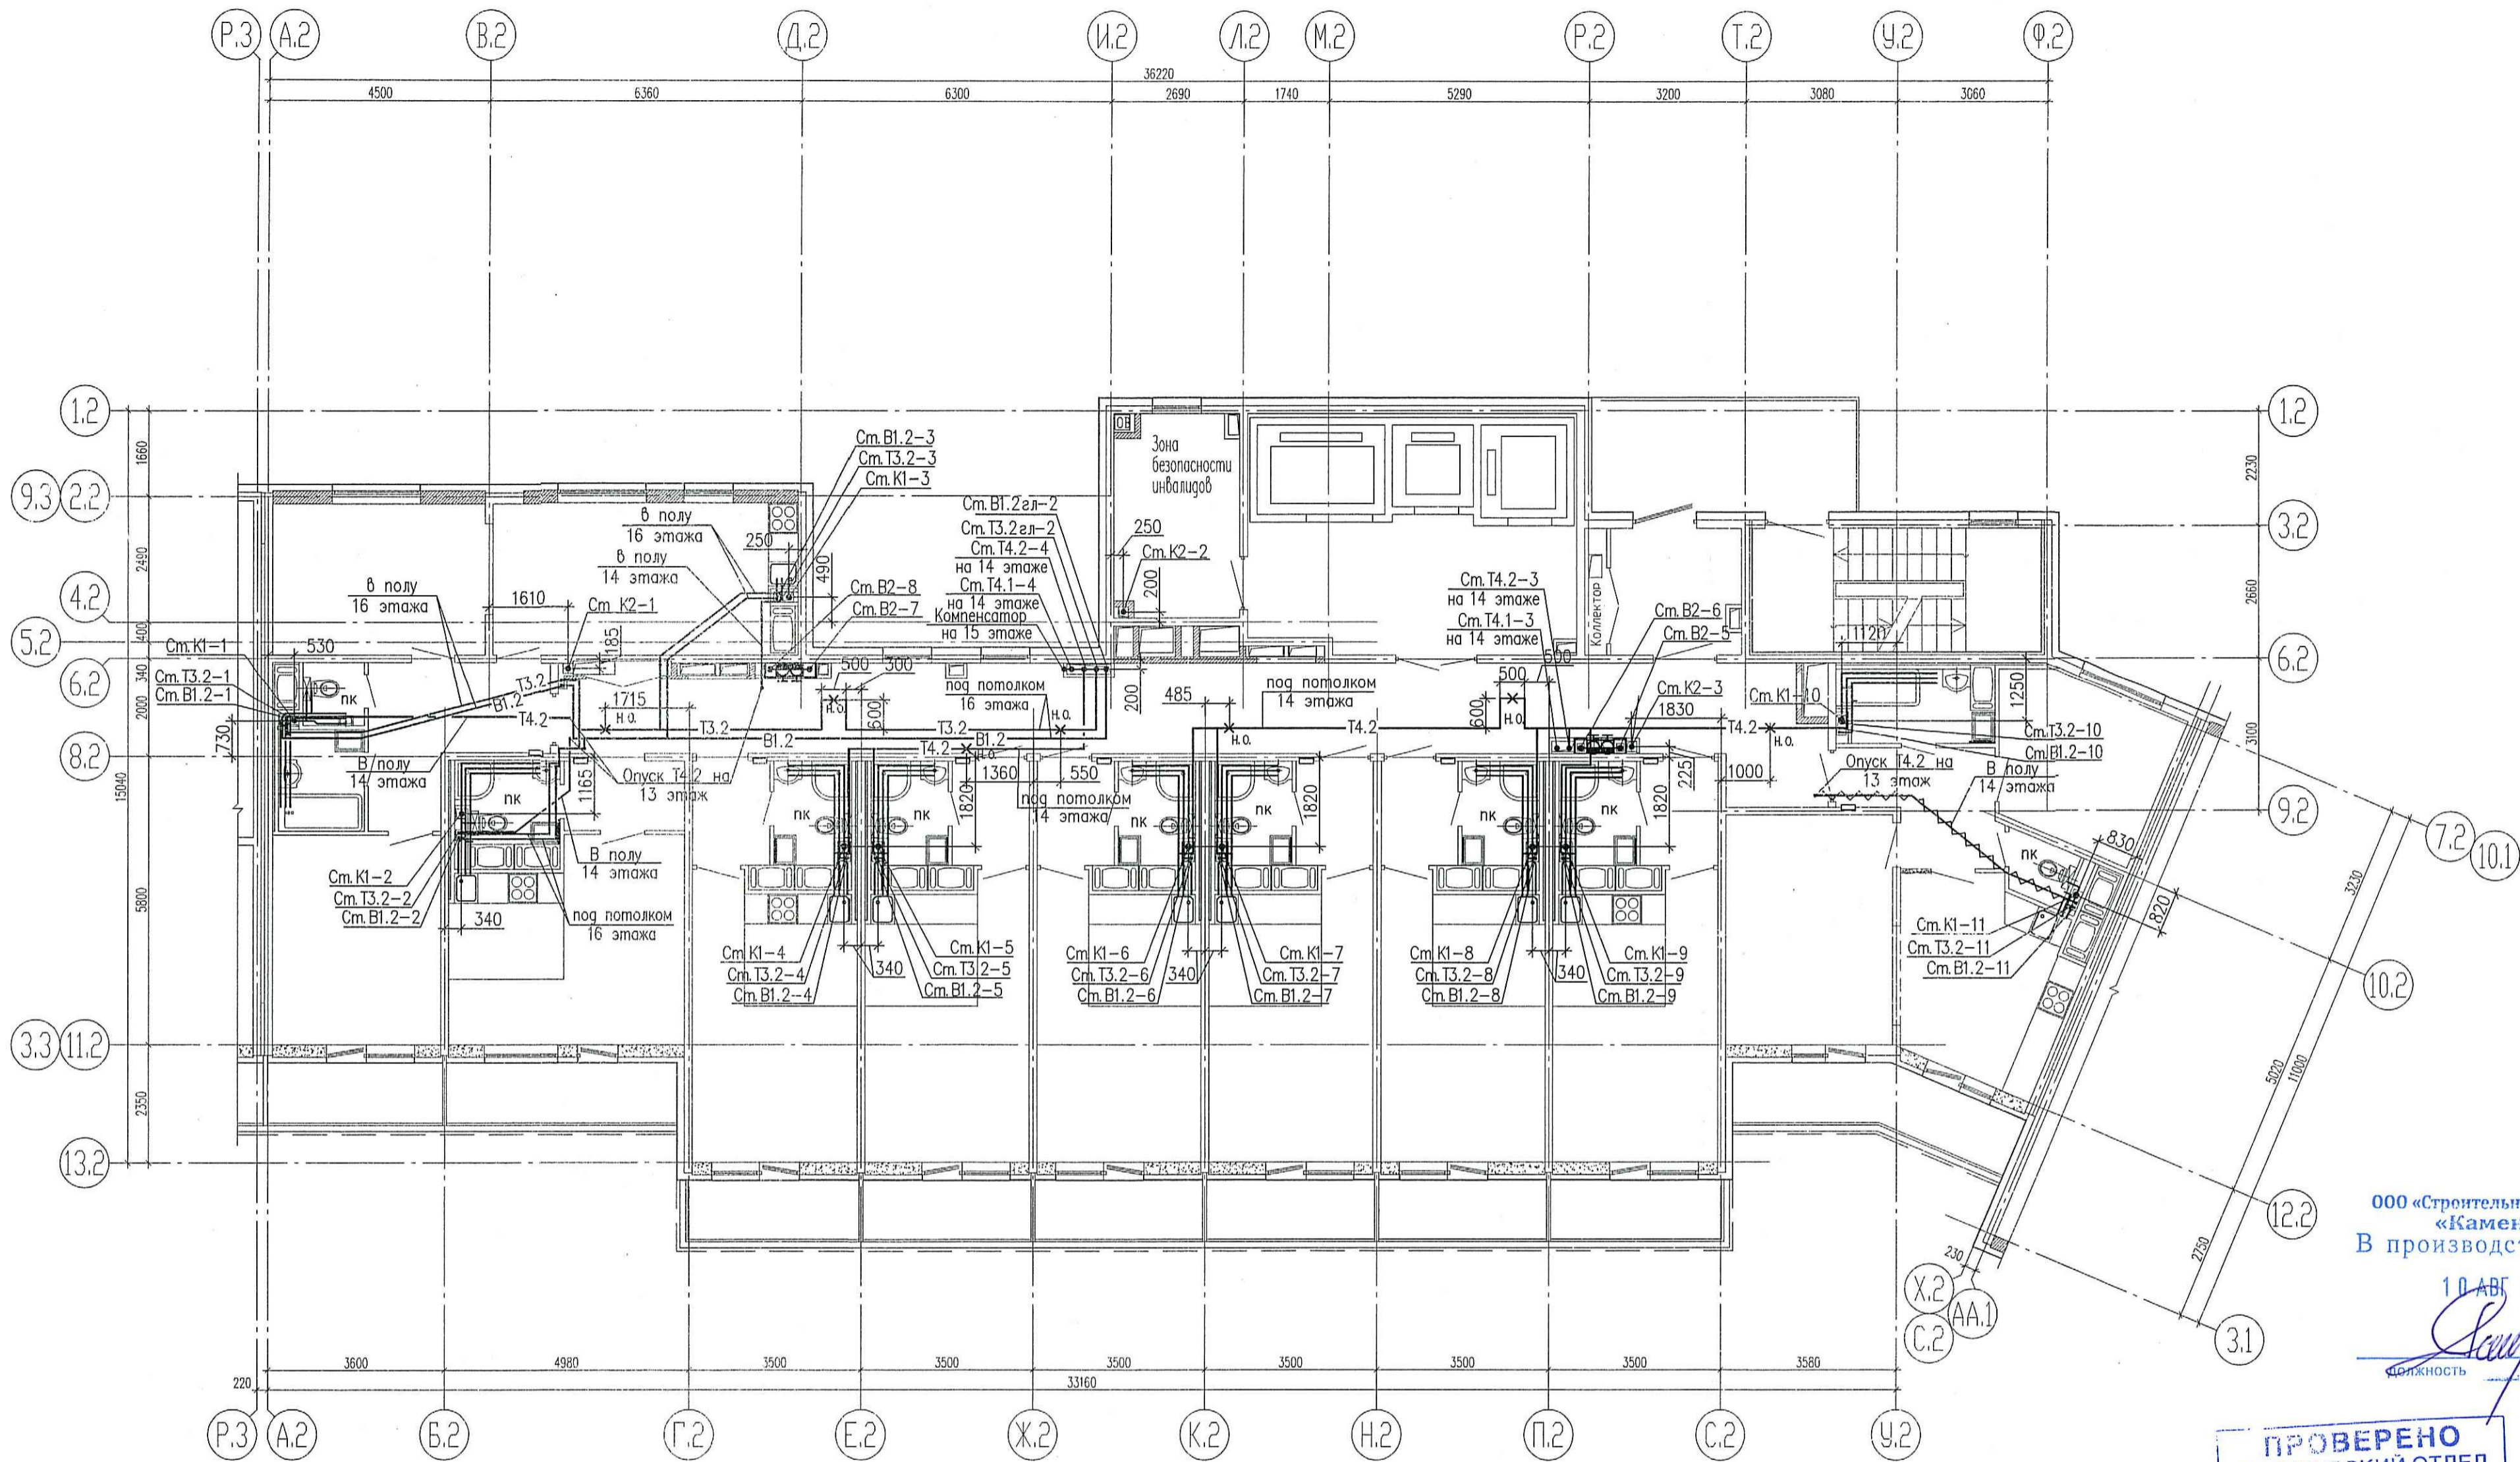 Р.3
А.2
В.2
Д.2
И.2
Л.2
М.2
Р.2
Т.2
У.2
Ф.2
36220
4500
6360
6300
2690
1740
5290
3200
3080
3060
1.2
9.3
2.2
4.2
5.2
6.2
8.2
3.3
11.2
13.2
1660
2490
400
340
2000
15040
5800
2350
1.2
3.2
6.2
9.2
7.2
10.1
10.2
12.2
3.1
2230
2660
3100
3230
5020
11000
2750
230
Зона
безопасности
инвалидов
ОВ
Коллектор
Ст.В1.2-3
Ст.Т3.2-3
Ст.К1-3
в полу
16 этажа
250
в полу
14 этажа
490
в полу
16 этажа
1610
Ст К2-1
185
Ст.В2-8
Ст.В2-7
Ст.В1.2гл-2
Ст.Т3.2гл-2
Ст.Т4.2-4
на 14 этаже
Ст.Т4.1-4
на 14 этаже
Компенсатор
на 15 этаже
250
Ст.К2-2
200
Ст.Т4.2-3
на 14 этаже
Ст.Т4.1-3
на 14 этаже
Ст.В2-6
Ст.В2-5
1120
Ст.К1-1
530
Ст.Т3.2-1
Ст.В1.2-1
пк
Т3.2
В1.2
Т4.2
730
В полу
14 этажа
1715
н.о.
Т3.2
В1.2
500
300
н.о.
600
Т3.2
под потолком
16 этажа
н.о.
200
В1.2
Т4.2
н.о.
485
под потолком
14 этажа
н.о.
Т4.2
500
500
600
н.о.
Ст.К2-3
1830
Т4.2
н.о.
Ст.К1-10
1250
Ст.Т3.2-10
Ст.В1.2-10
Опуск Т4.2 на
13 этаж
В полу
14 этажа
1165
пк
Опуск Т4.2 на
13 этаж
1360
550
под потолком
14 этажа
1820
1820
1820
225
1000
пк
пк
пк
пк
пк
пк
пк
830
820
Ст.К1-2
Ст.Т3.2-2
Ст.В1.2-2
340
В полу
14 этажа
под потолком
16 этажа
Ст.К1-4
Ст.Т3.2-4
Ст.В1.2-4
340
Ст.К1-5
Ст.Т3.2-5
Ст.В1.2-5
Ст.К1-6
Ст.Т3.2-6
Ст.В1.2-6
340
Ст.К1-7
Ст.Т3.2-7
Ст.В1.2-7
Ст.К1-8
Ст.Т3.2-8
Ст.В1.2-8
340
Ст.К1-9
Ст.Т3.2-9
Ст.В1.2-9
Ст.К1-11
Ст.Т3.2-11
Ст.В1.2-11
Х.2
С.2
АА.1
3600
4980
3500
3500
3500
3500
3500
3500
3580
220
33160
Р.3
А.2
Б.2
Г.2
Е.2
Ж.2
К.2
Н.2
П.2
С.2
У.2
ООО «Строительн
«Камен
В производс
10 АВГ
должность
ПРОВЕРЕНО
ОТДЕЛ